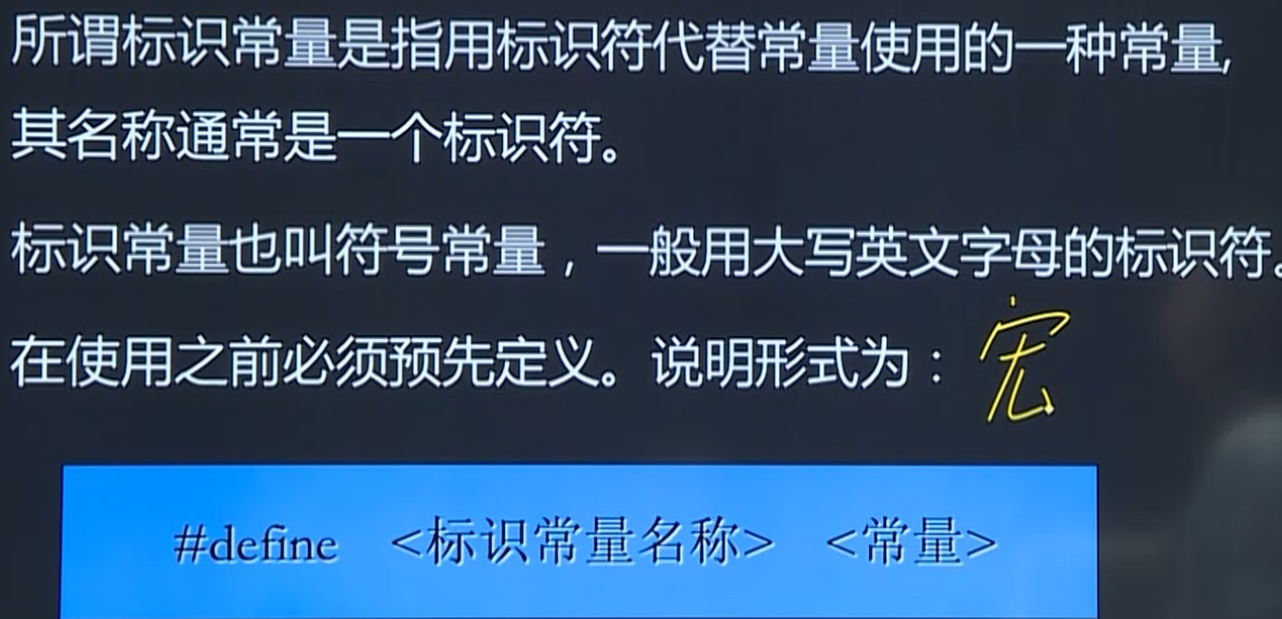 所谓标识常量是指用标识符代替常量使用的一种常量,
其名称通常是一个标识符。
标识常量也叫符号常量，一般用大写英文字母的标识符。
在使用之前必须预先定义。说明形式为：宏
#define <标识常量名称> <常量>